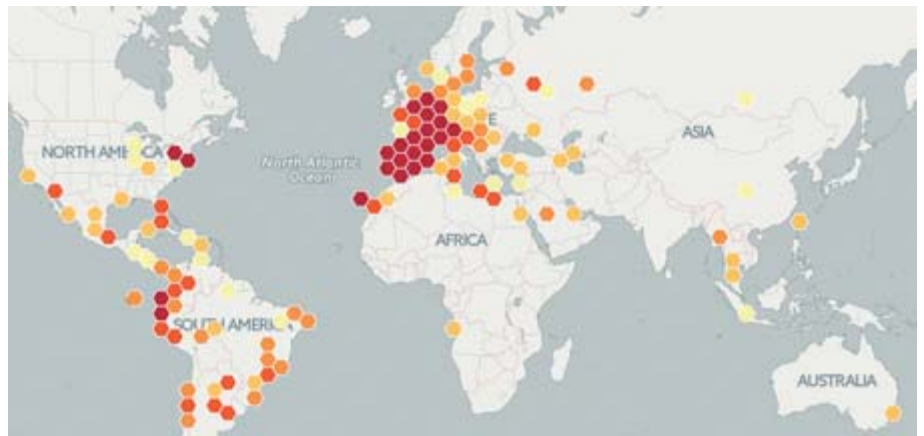 NORTH AMERICA
North Atlantic
Ocean
E
ASIA
AFRICA
SOUTH AMERICA
AUSTRALIA